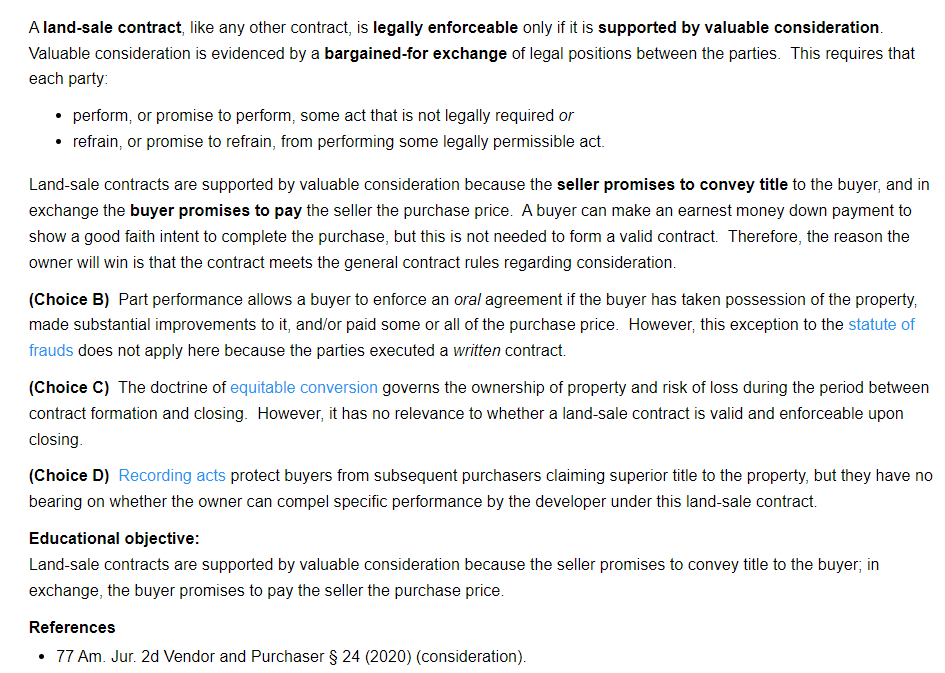 A land-sale contract, like any other contract, is legally enforceable only if it is supported by valuable consideration.
Valuable consideration is evidenced by a bargained-for exchange of legal positions between the parties.  This requires that
each party:
• perform, or promise to perform, some act that is not legally required or
• refrain, or promise to refrain, from performing some legally permissible act.
Land-sale contracts are supported by valuable consideration because the seller promises to convey title to the buyer, and in
exchange the buyer promises to pay the seller the purchase price.  A buyer can make an earnest money down payment to
show a good faith intent to complete the purchase, but this is not needed to form a valid contract.  Therefore, the reason the
owner will win is that the contract meets the general contract rules regarding consideration.
(Choice B)  Part performance allows a buyer to enforce an oral agreement if the buyer has taken possession of the property,
made substantial improvements to it, and/or paid some or all of the purchase price.  However, this exception to the statute of
frauds does not apply here because the parties executed a written contract.
(Choice C)  The doctrine of equitable conversion governs the ownership of property and risk of loss during the period between
contract formation and closing.  However, it has no relevance to whether a land-sale contract is valid and enforceable upon
closing.
(Choice D)  Recording acts protect buyers from subsequent purchasers claiming superior title to the property, but they have no
bearing on whether the owner can compel specific performance by the developer under this land-sale contract.
Educational objective:
Land-sale contracts are supported by valuable consideration because the seller promises to convey title to the buyer; in
exchange, the buyer promises to pay the seller the purchase price.
References
• 77 Am. Jur. 2d Vendor and Purchaser § 24 (2020) (consideration).